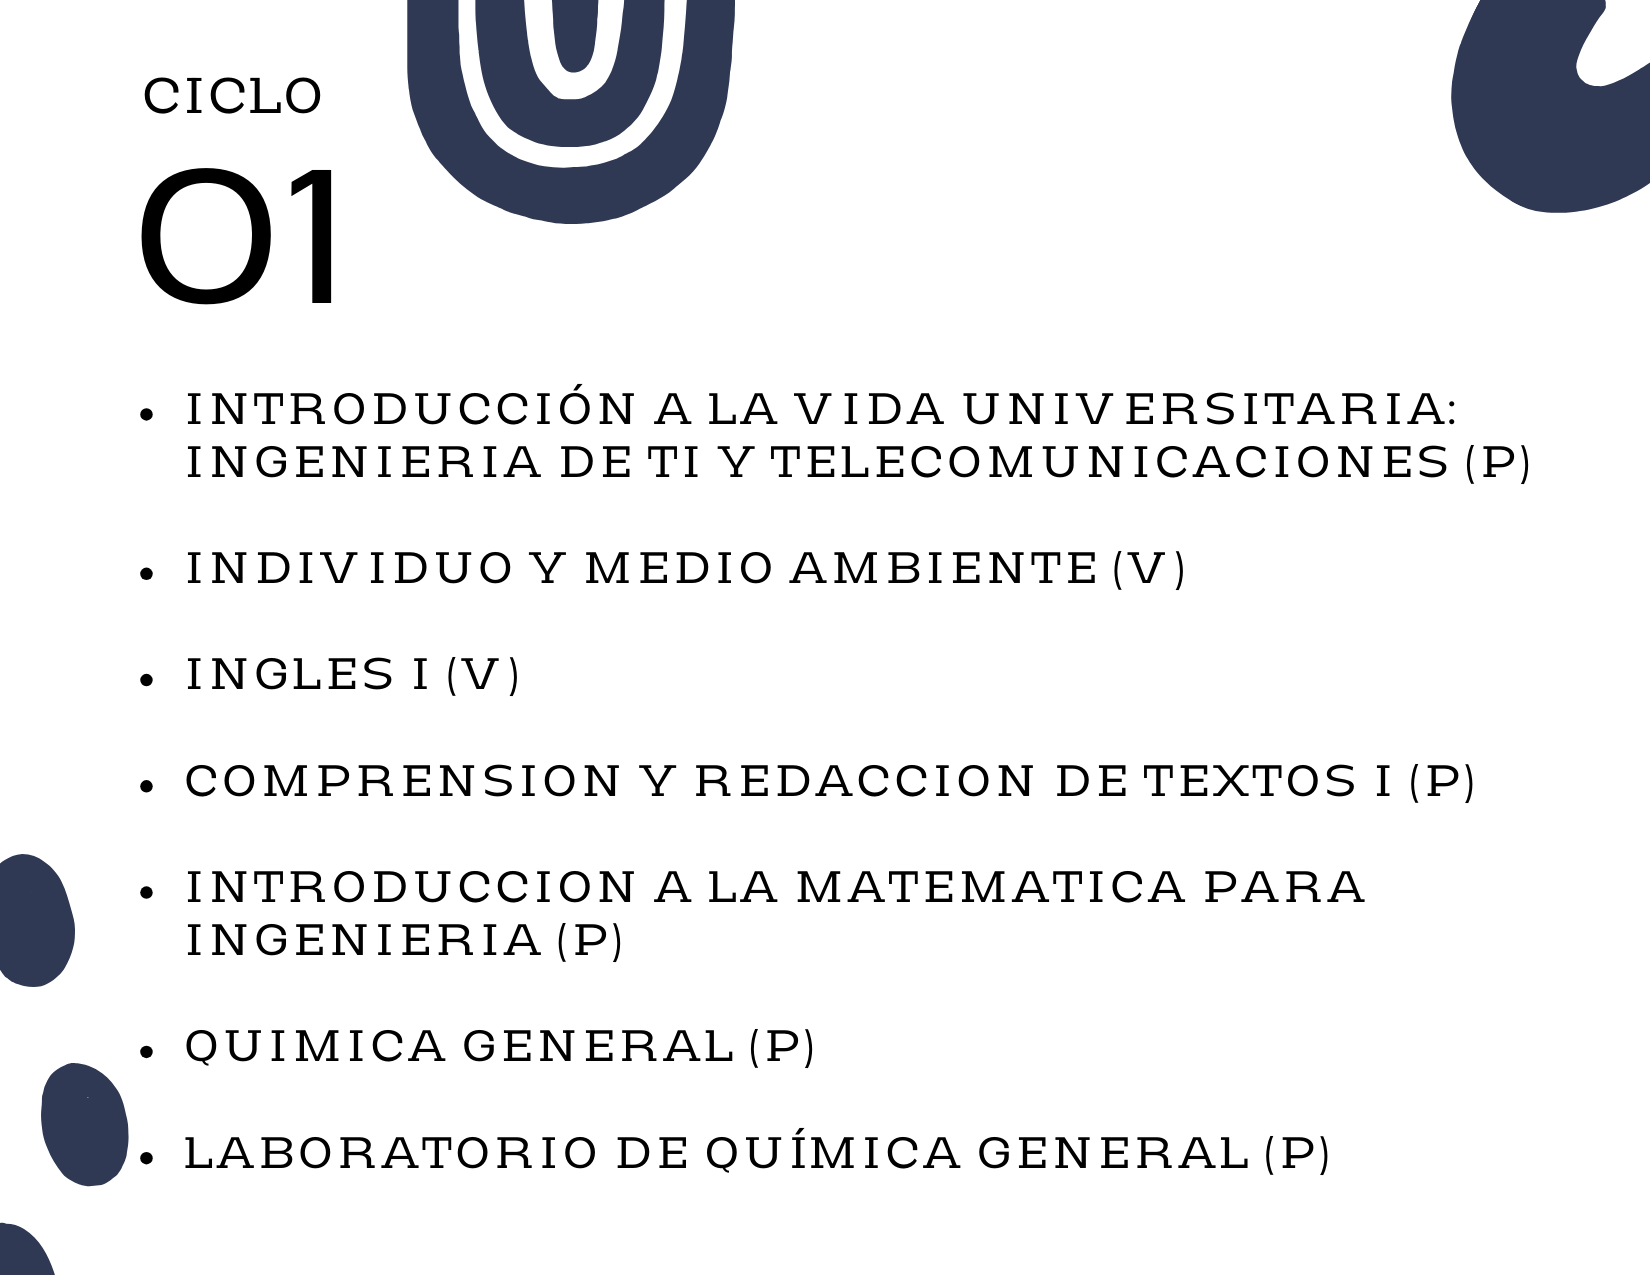 CICLO
01
• INTRODUCCIÓN A LA VIDA UNIVERSITARIA:
INGENIERIA DE TI Y TELECOMUNICACIONES (P)
• INDIVIDUO Y MEDIO AMBIENTE (V)
• INGLES I (V)
• COMPRENSION Y REDACCION DE TEXTOS I (P)
• INTRODUCCION A LA MATEMATICA PARA
INGENIERIA (P)
• QUIMICA GENERAL (P)
• LABORATORIO DE QUÍMICA GENERAL (P)